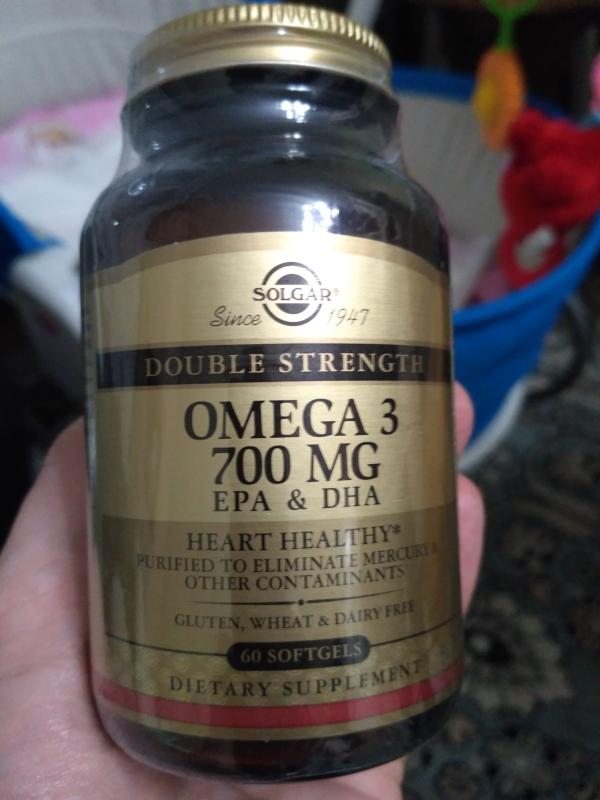 SOLGAR®
Since 1947
DOUBLE STRENGTH
OMEGA 3
700 MG
EPA & DHA
HEART HEALTHY*
PURIFIED TO ELIMINATE MERCURY &
OTHER CONTAMINANTS
GLUTEN, WHEAT & DAIRY FREE
60 SOFTGELS
DIETARY SUPPLEMENT